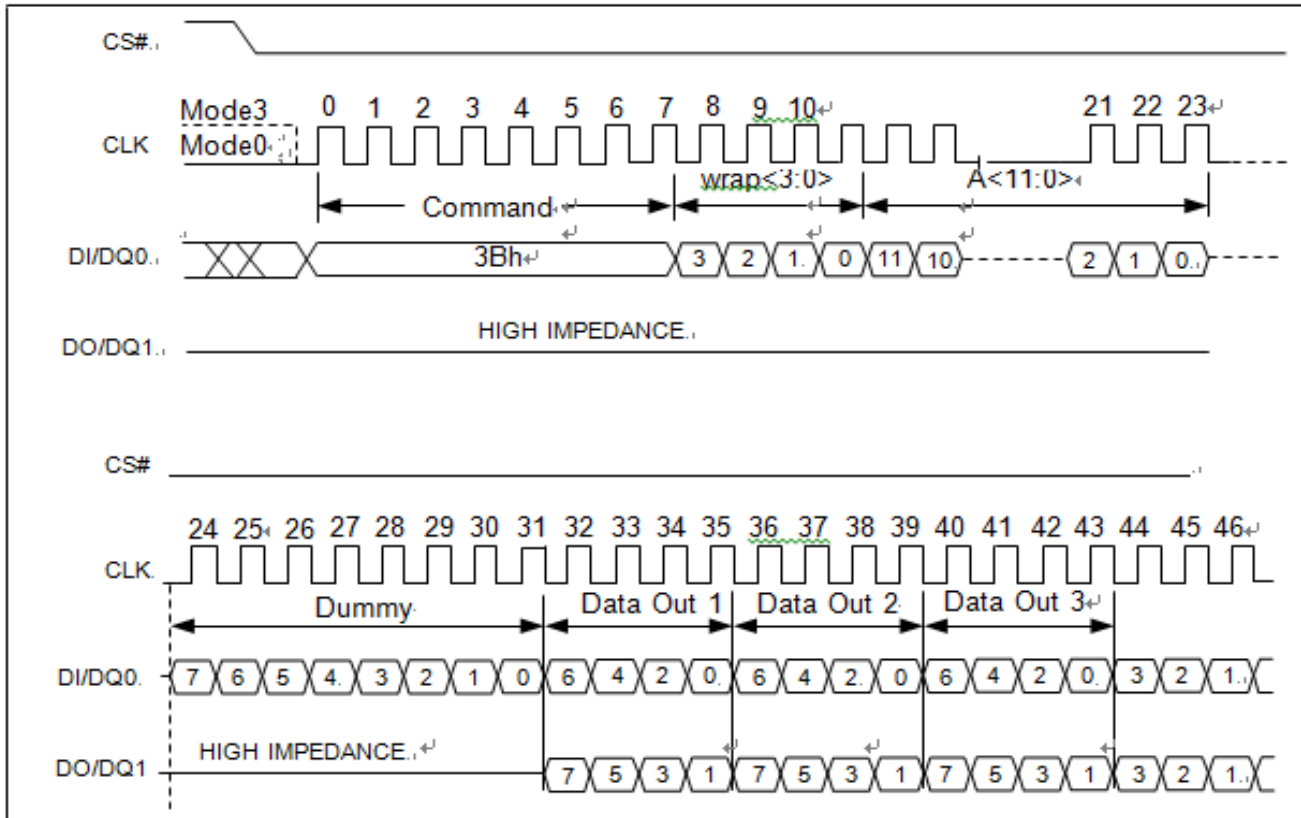 CS#.
Mode3 0 1 2 3 4 5 6 7 8 9 10 21 22 23
CLK Mode0
Command wrap<3:0> A<11:0>
DI/DQ0. 3Bh 3 2 1. 0 11 10. 2 1 0.
HIGH IMPEDANCE.
DO/DQ1.
CS#
24 25 26 27 28 29 30 31 32 33 34 35 36 37 38 39 40 41 42 43 44 45 46
CLK.
Dummy Data Out 1 Data Out 2 Data Out 3
DI/DQ0. 7 6 5 4. 3 2 1 0 6 4 2 0. 6 4 2. 0 6 4 2 0. 3 2 1.
HIGH IMPEDANCE.
DO/DQ1 7 5 3 1 7 5 3 1 7 5 3 1 3 2 1.